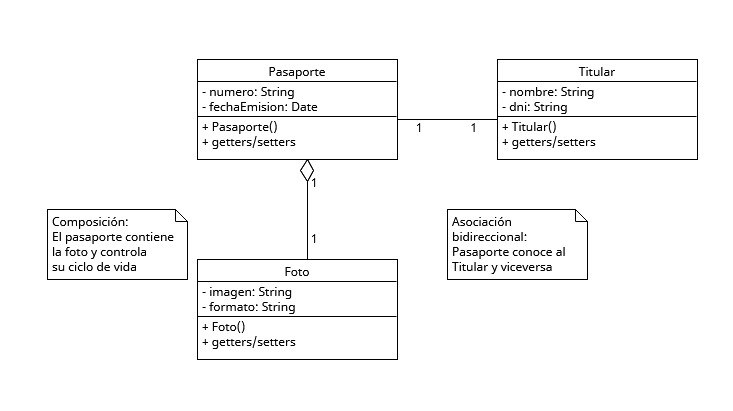 Pasaporte
- numero: String
- fechaEmision: Date
+ Pasaporte()
+ getters/setters
1
1
Titular
- nombre: String
- dni: String
+ Titular()
+ getters/setters
1
1
Composición:
El pasaporte contiene
la foto y controla
su ciclo de vida
Asociación
bidireccional:
Pasaporte conoce al
Titular y viceversa
Foto
- imagen: String
- formato: String
+ Foto()
+ getters/setters